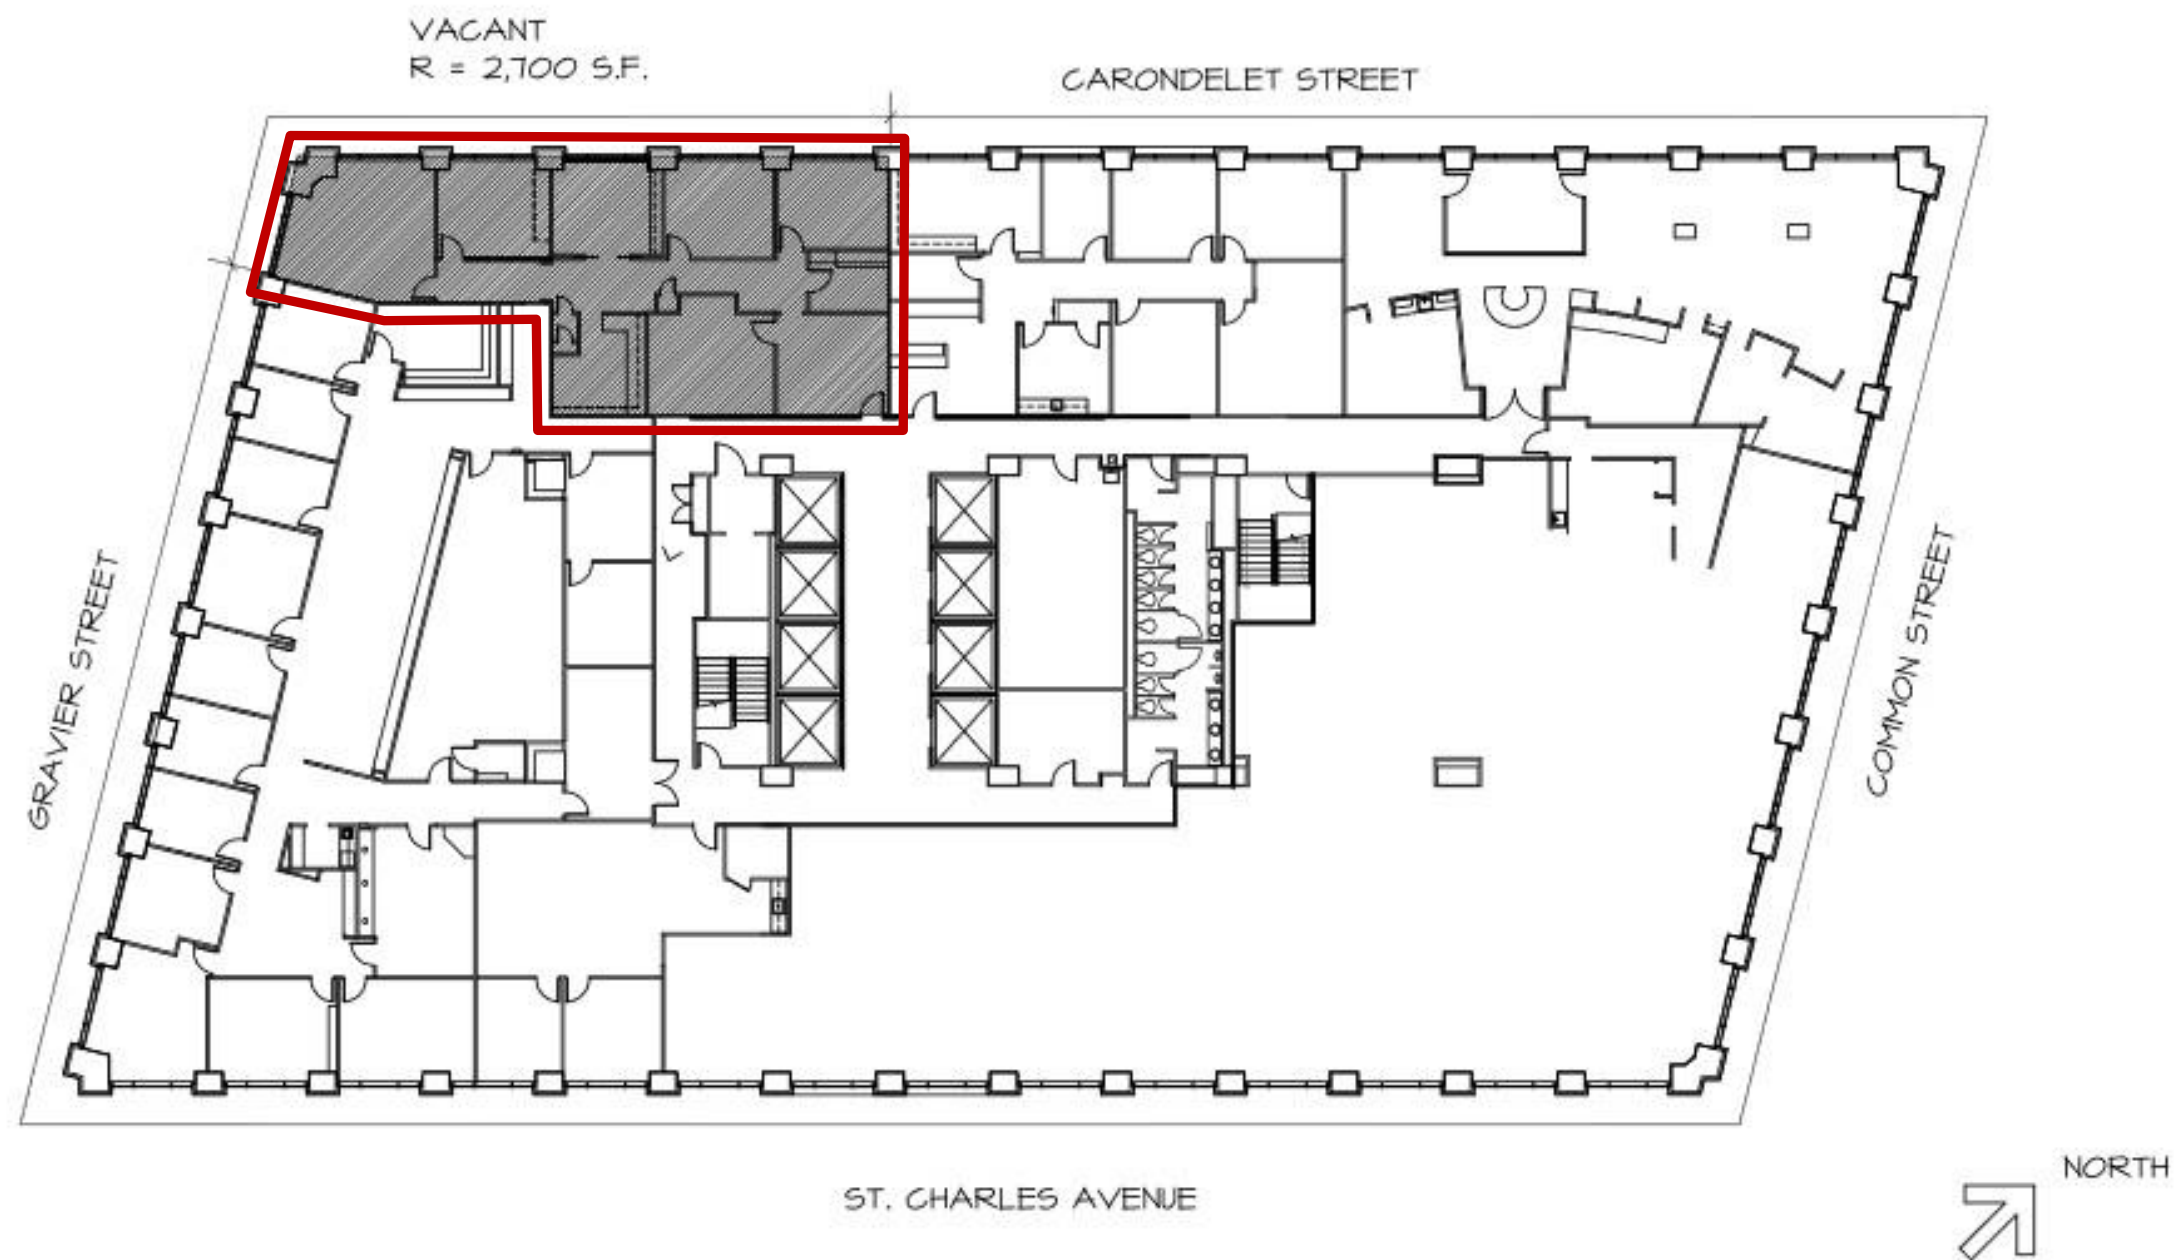 VACANT
R = 2,700 S.F.
CARONDELET STREET
GRAVIER STREET
COMMON STREET
ST. CHARLES AVENUE
NORTH